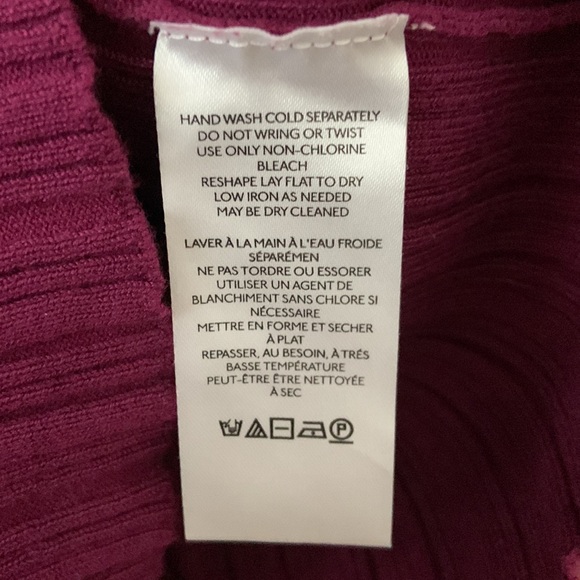 HAND WASH COLD SEPARATELY
DO NOT WRING OR TWIST
USE ONLY NON-CHLORINE
BLEACH
RESHAPE LAY FLAT TO DRY
LOW IRON AS NEEDED
MAY BE DRY CLEANED
LAVER À LA MAIN À L'EAU FROIDE
SÉPARÉMEN
NE PAS TORDRE OU ESSORER
UTILISER UN AGENT DE
BLANCHIMENT SANS CHLORE SI
NÉCESSAIRE
METTRE EN FORME ET SECHER
À PLAT
REPASSER, AU BESOIN, À TRÉS
BASSE TEMPÉRATURE
PEUT-ÊTRE ÊTRE NETTOYÉE
À SEC
P